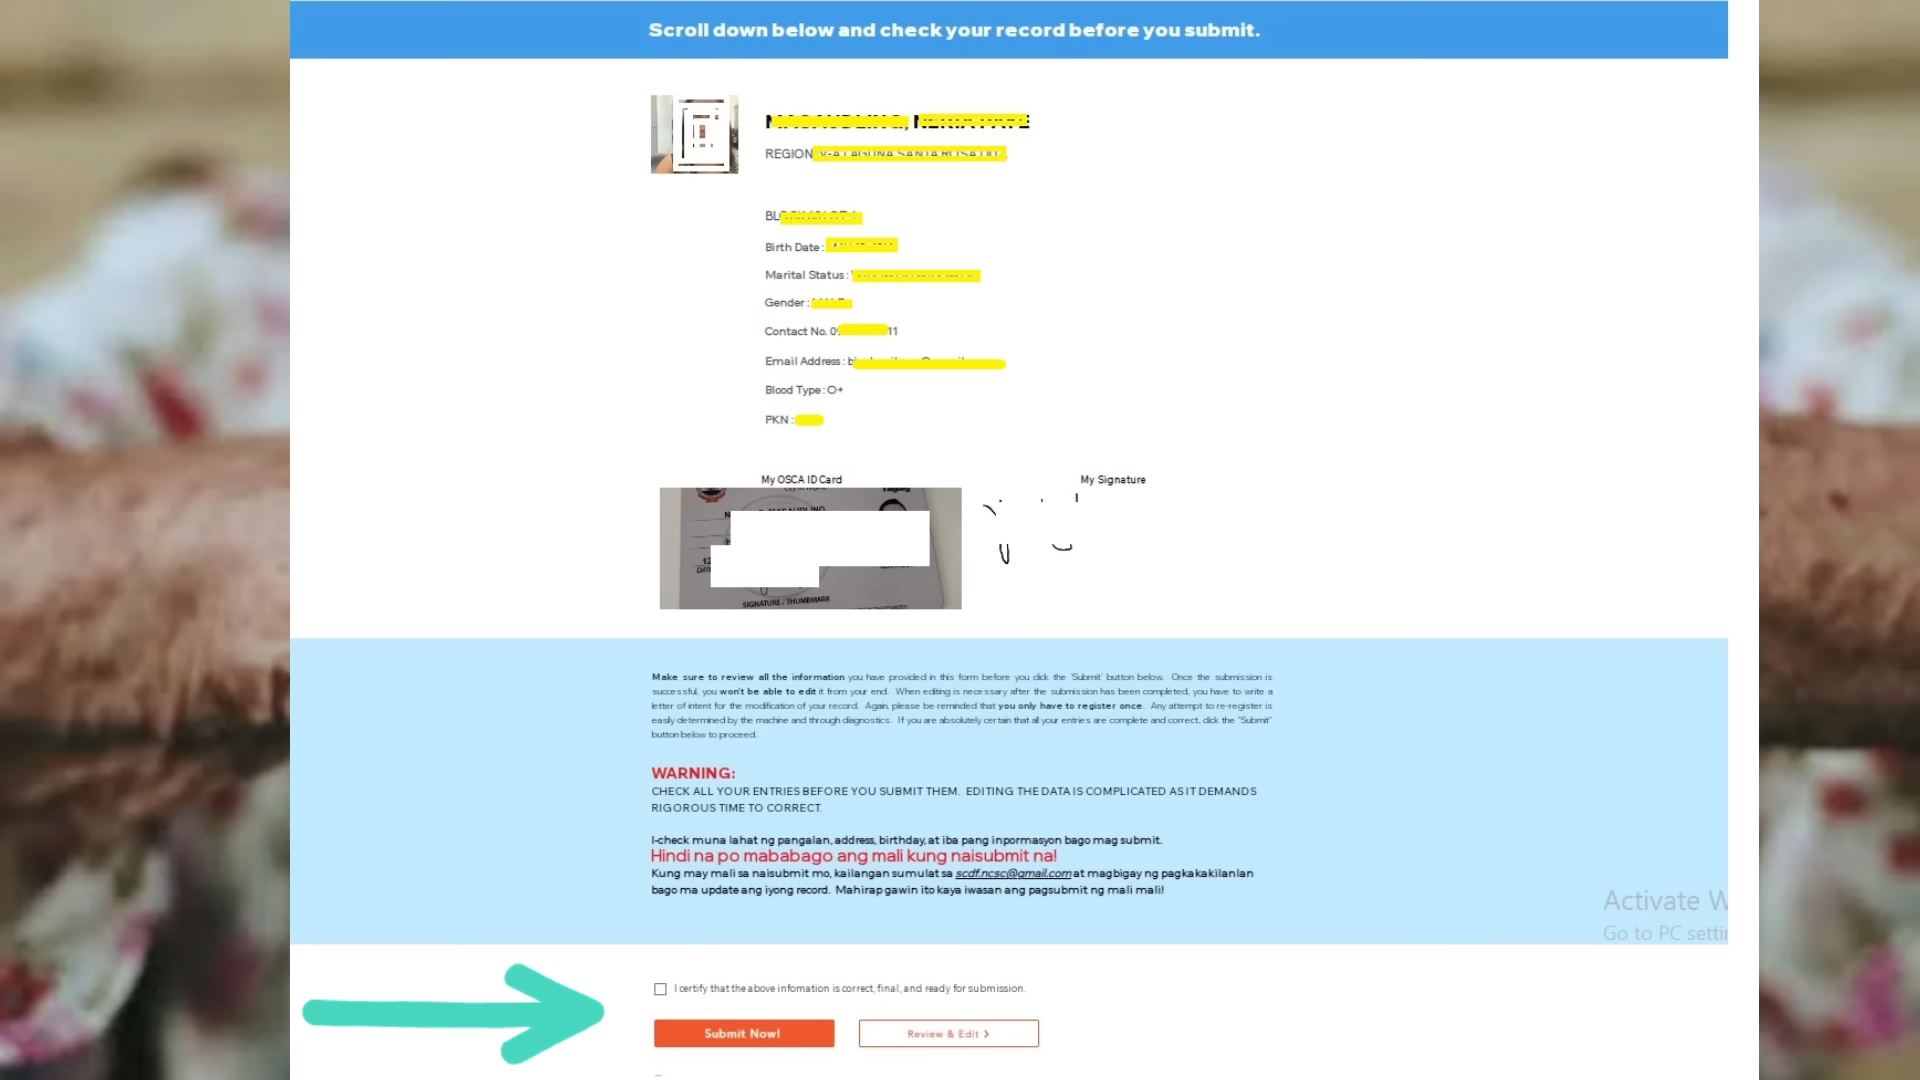 Scroll down below and check your record before you submit.
REGION
Birth Date :
Marital Status :
Gender :
Contact No. 09 11
Email Address :
Blood Type : O+
PKN :
My OSCA ID Card
My Signature
SIGNATURE / THUMBMARK
Make sure to review all the information you have provided in this form before you click the 'Submit' button below. Once the submission is
successful, you won't be able to edit it from your end. When editing is necessary after the submission has been completed, you have to write a
letter of intent for the modification of your record. Again, please be reminded that you only have to register once. Any attempt to re-register is
easily determined by the machine and through diagnostics. If you are absolutely certain that all your entries are complete and correct, click the "Submit"
button below to proceed.
WARNING:
CHECK ALL YOUR ENTRIES BEFORE YOU SUBMIT THEM. EDITING THE DATA IS COMPLICATED AS IT DEMANDS
RIGOROUS TIME TO CORRECT.
I-check muna lahat ng pangalan, address, birthday, at iba pang inpormasyon bago mag submit.
Hindi na po mababago ang mali kung naisubmit na!
Kung may mali sa naisubmit mo, kailangan sumulat sa scdf.ncsc@gmail.com at magbigay ng pagkakakilanlan
bago ma update ang iyong record. Mahirap gawin ito kaya iwasan ang pagsubmit ng mali mali!
Activate W
Go to PC settin
I certify that the above infomation is correct, final, and ready for submission.
Submit Now!
Review & Edit >